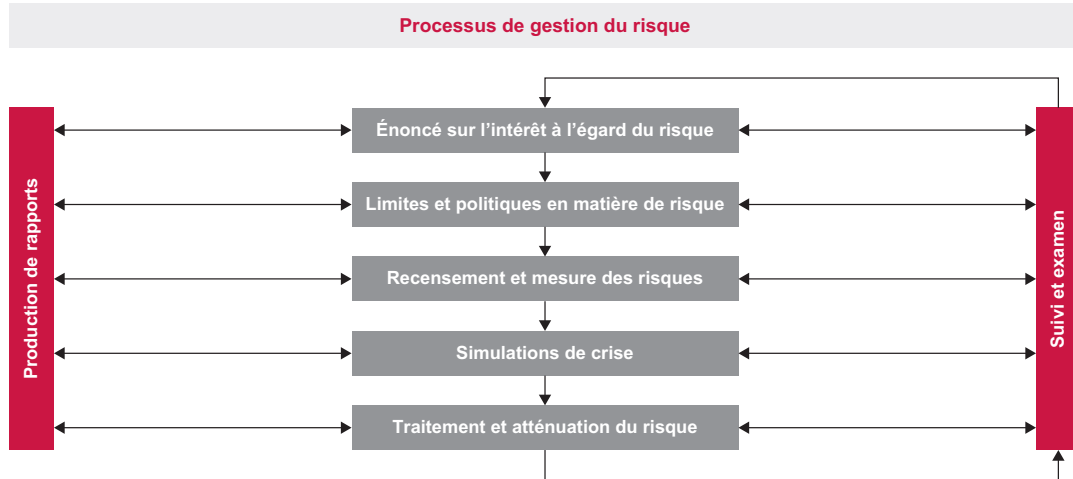 Processus de gestion du risque
Production de rapports
Énoncé sur l’intérêt à l’égard du risque
Limites et politiques en matière de risque
Recensement et mesure des risques
Simulations de crise
Traitement et atténuation du risque
Suivi et examen